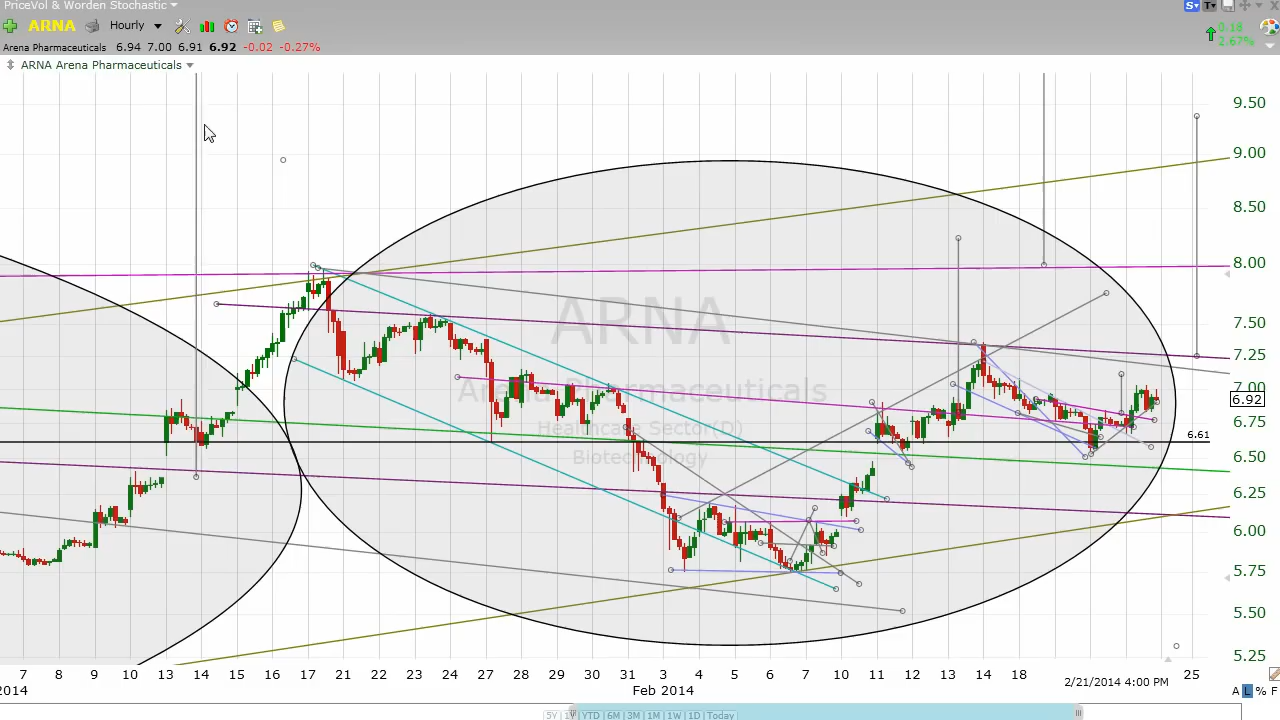 PriceVol & Worden Stochastic
S T
ARNA Hourly
0.18
2.67%
Arena Pharmaceuticals 6.94 7.00 6.91 6.92 -0.02 -0.27%
ARNA Arena Pharmaceuticals
9.50
9.00
8.50
8.00
7.50
7.25
7.00
6.92
6.75
6.61
6.50
6.25
6.00
5.75
5.50
5.25
ARNA
Arena Pharmaceuticals
Healthcare Sector(D)
Biotechnology
7 8 9 10 13 14 15 16 17 21 22 23 24 27 28 29 30 31 3 4 5 6 7 10 11 12 13 14 18 25
2014 Feb 2014 2/21/2014 4:00 PM
A L % F
5Y 1Y YTD 6M 3M 1M 1W 1D Today